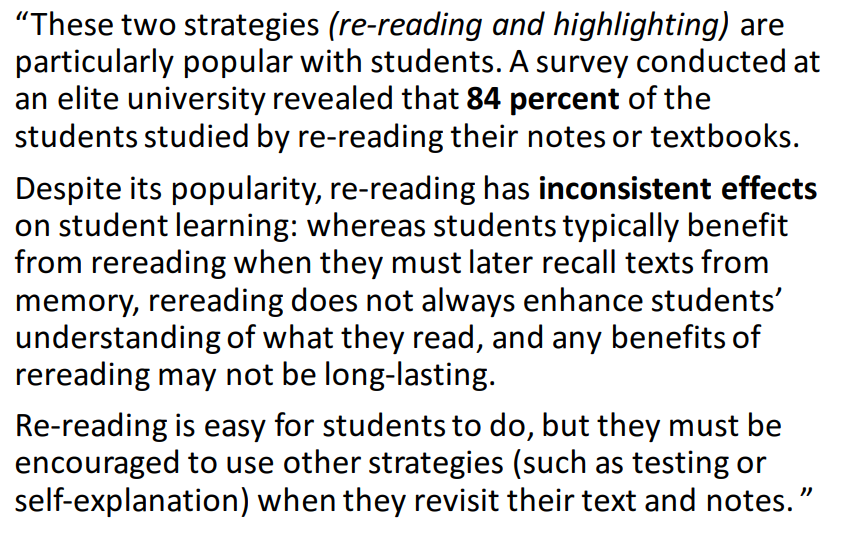 “These two strategies (re-reading and highlighting) are
particularly popular with students. A survey conducted at
an elite university revealed that 84 percent of the
students studied by re-reading their notes or textbooks.
Despite its popularity, re-reading has inconsistent effects
on student learning: whereas students typically benefit
from rereading when they must later recall texts from
memory, rereading does not always enhance students’
understanding of what they read, and any benefits of
rereading may not be long-lasting.
Re-reading is easy for students to do, but they must be
encouraged to use other strategies (such as testing or
self-explanation) when they revisit their text and notes. ”